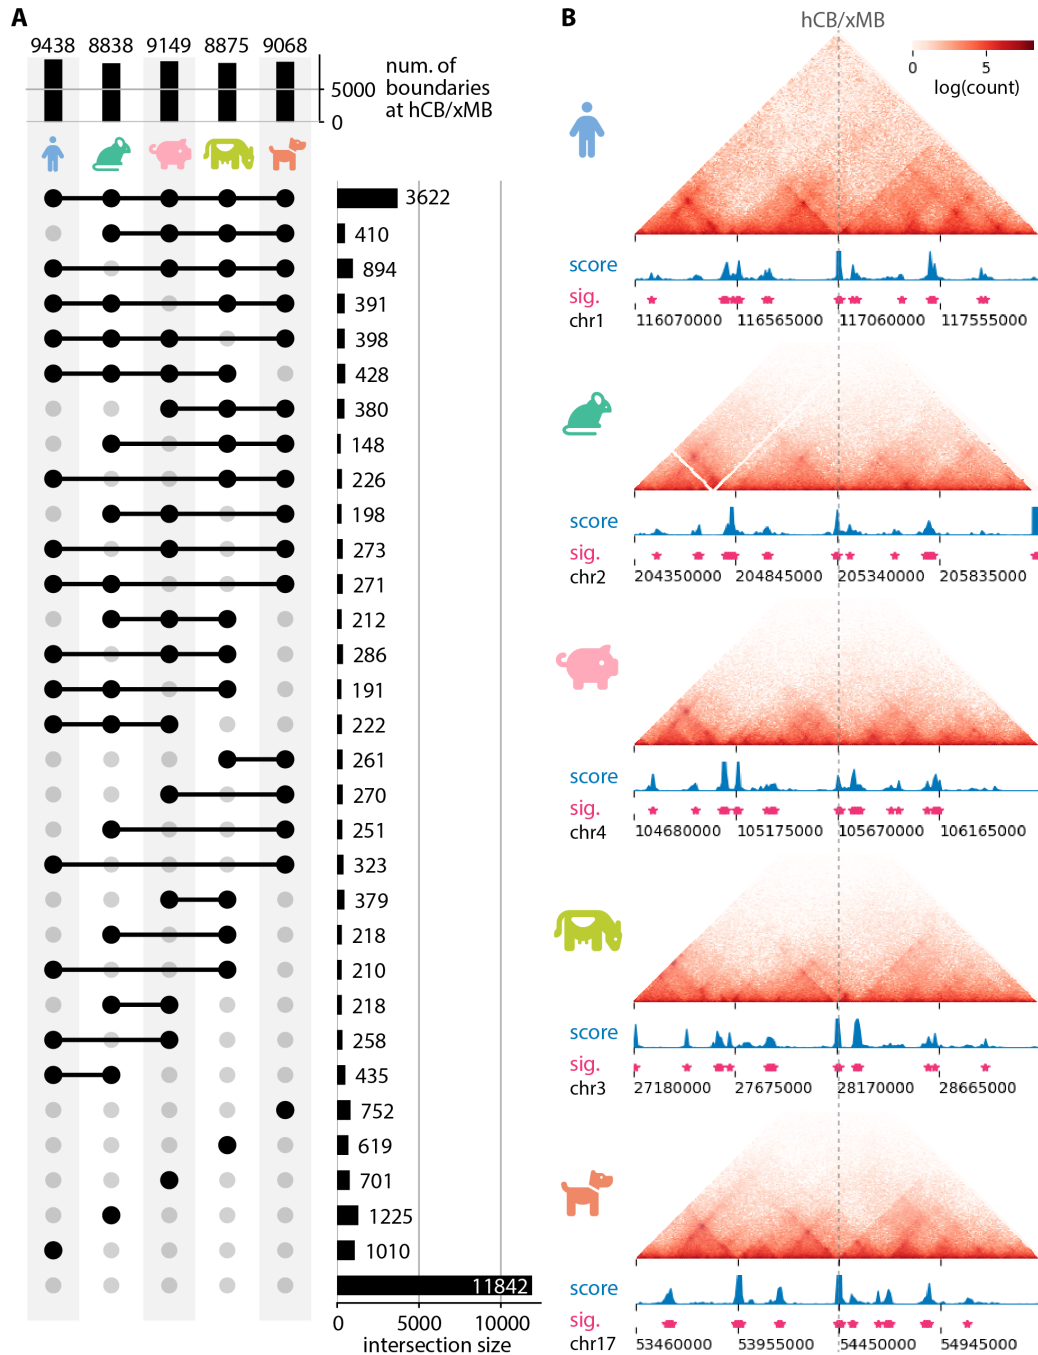 A
9438 8838 9149 8875 9068
num. of
boundaries
at hCB/xMB
5000
0
3622
410
894
391
398
428
380
148
226
198
273
271
212
286
191
222
261
270
251
323
379
218
210
218
258
435
752
619
701
1225
1010
11842
0 5000 10000
intersection size
B
hCB/xMB
0 5
log(count)
score
sig.
chr1
116070000 116565000 117060000 117555000
score
sig.
chr2
204350000 204845000 205340000 205835000
score
sig.
chr4
104680000 105175000 105670000 106165000
score
sig.
chr3
27180000 27675000 28170000 28665000
score
sig.
chr17
53460000 53955000 54450000 54945000